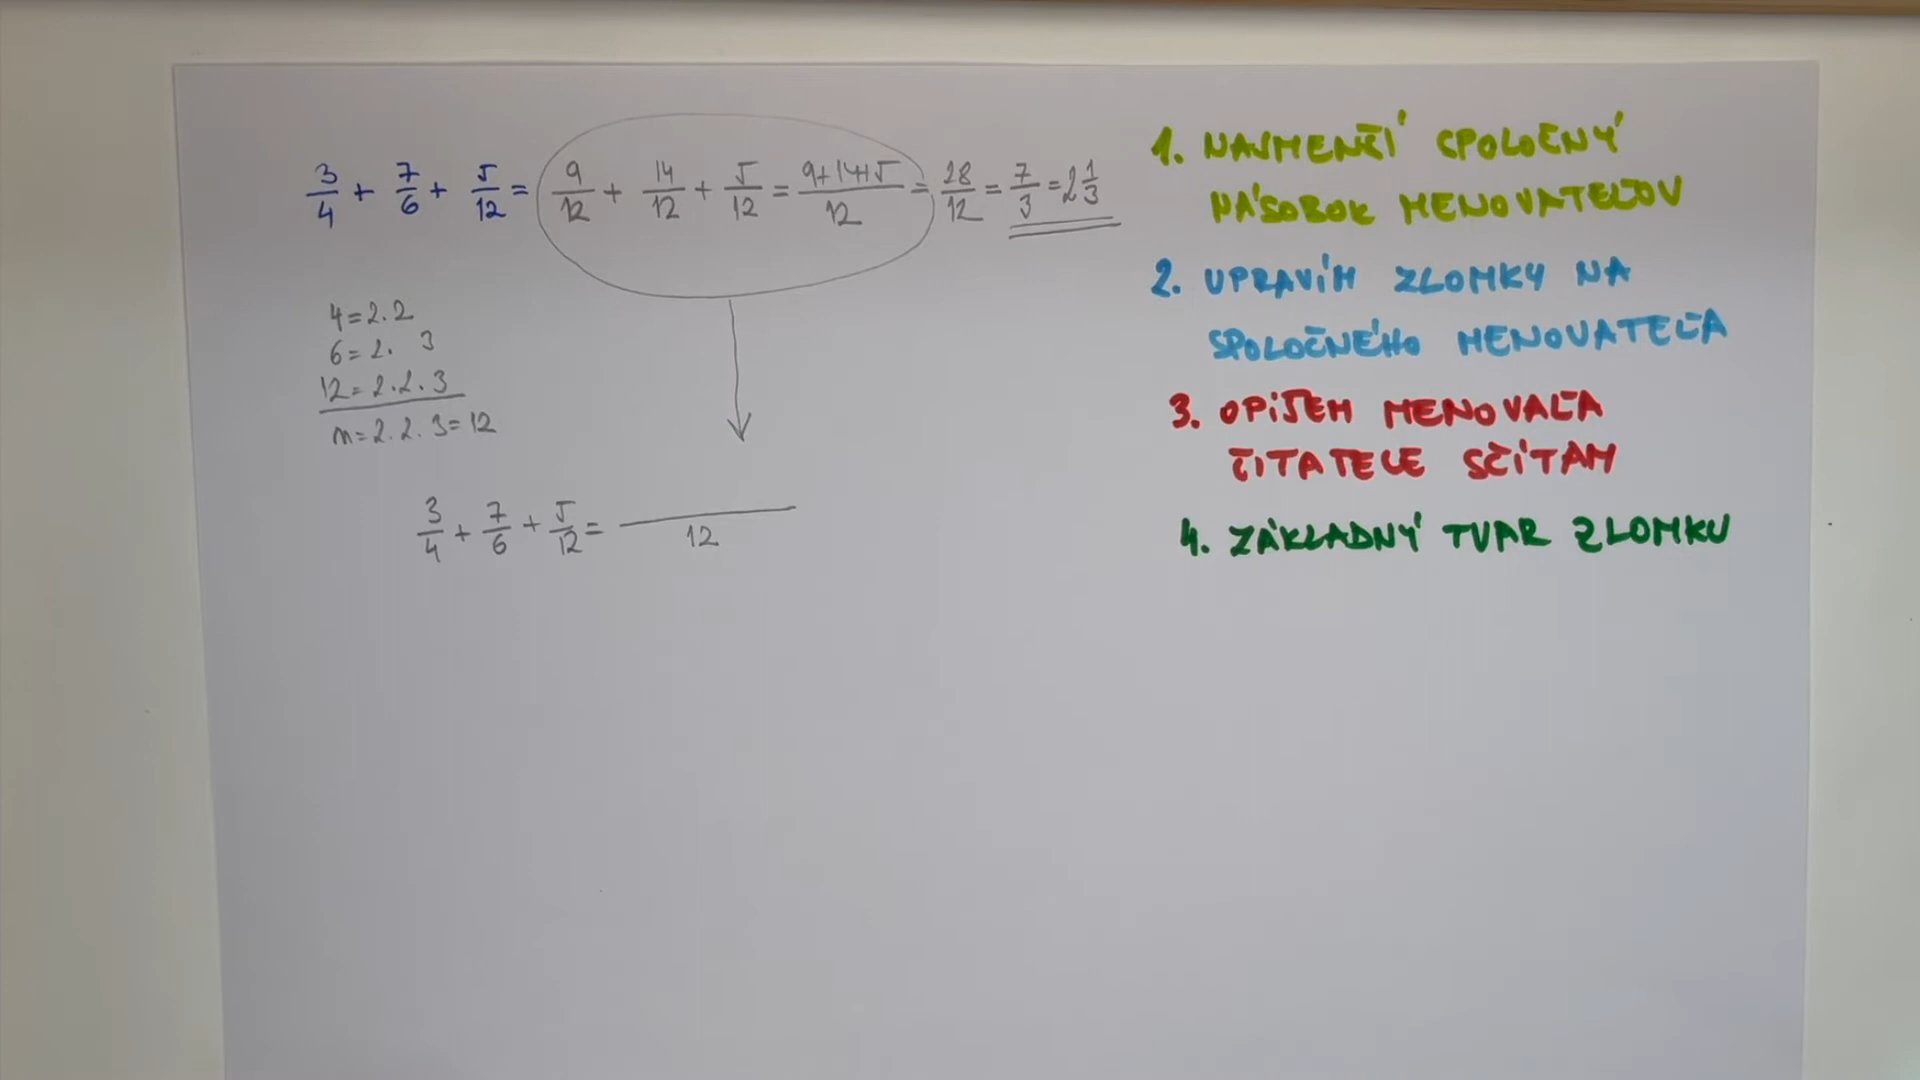 3/4 + 7/6 + 5/12 = 9/12 + 14/12 + 5/12 = 9+14+5/12 = 28/12 = 7/3 = 2 1/3
4 = 2.2
6 = 2. 3
12 = 2.2.3
n = 2.2.3 = 12
3/4 + 7/6 + 5/12 = /12
1. NAJMENŠÍ SPOLOČNÝ
NÁSOBOK MENOVATEĽOV
2. UPRAVÍM ZLOMKY NA
SPOLOČNÉHO MENOVATEĽA
3. OPÍŠEM MENOVAĽA
ČITATELE SČÍTAM
4. ZÁKLADNÝ TVAR ZLOMKU